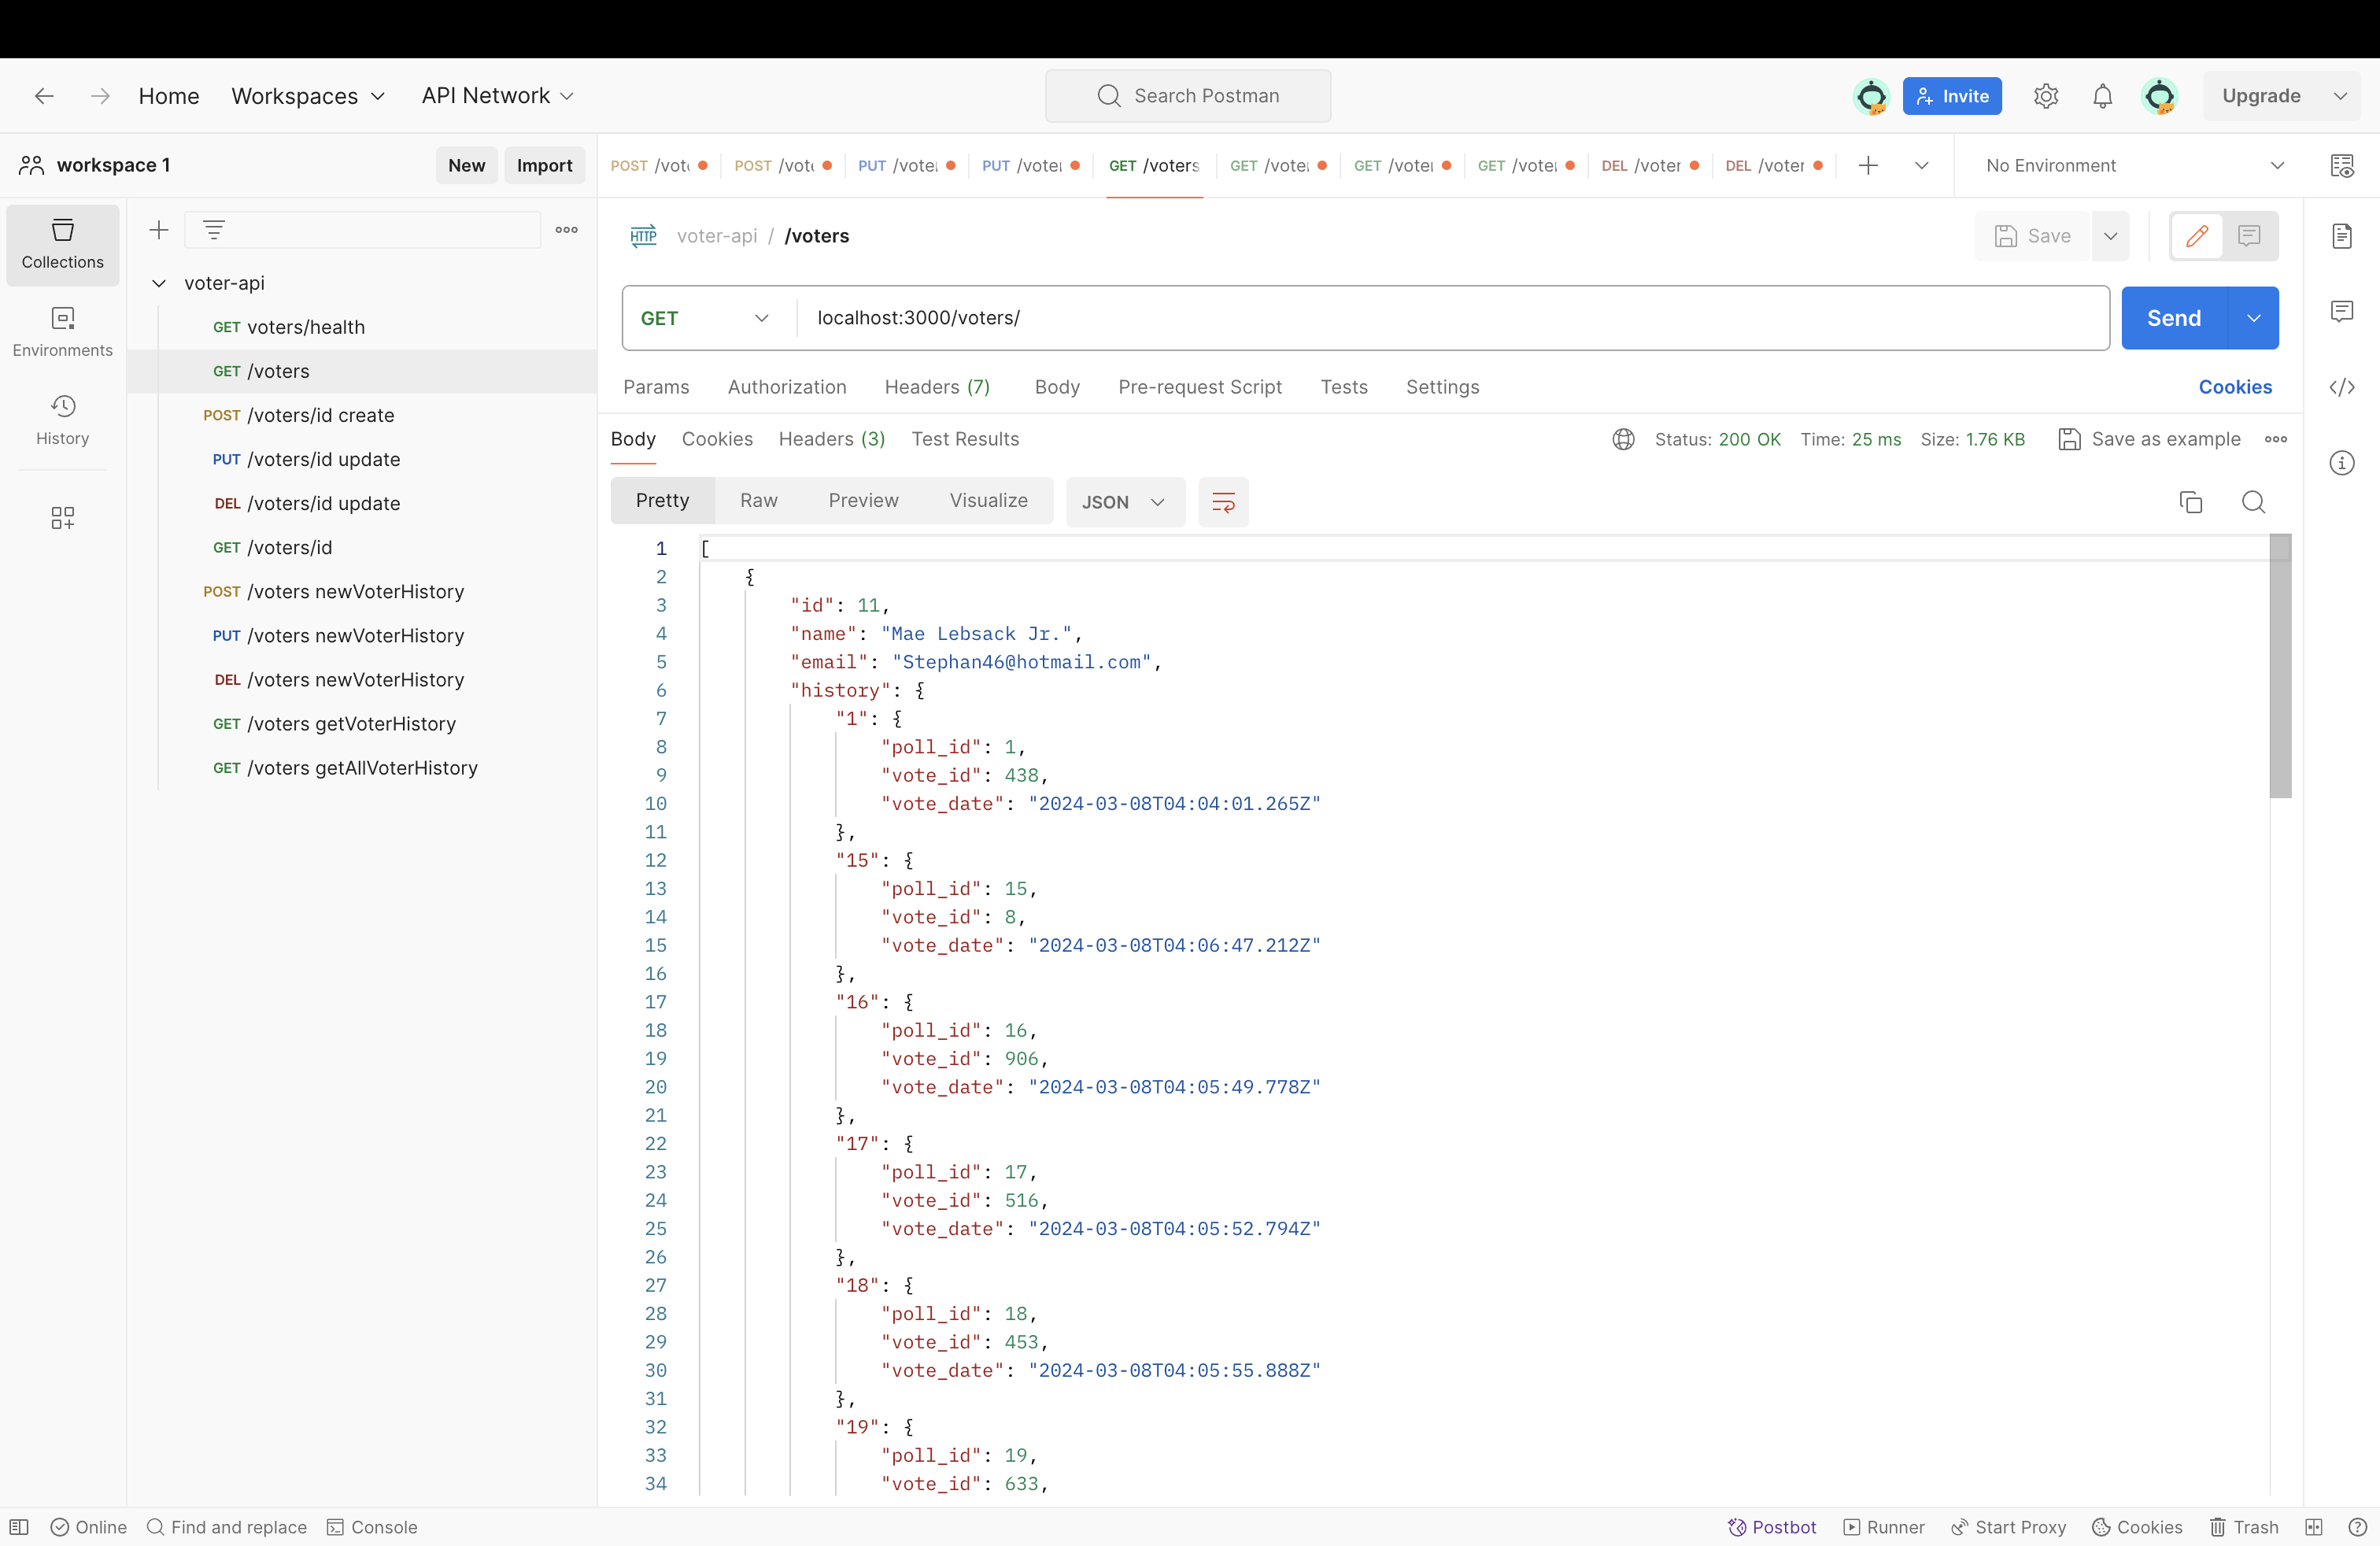 Home Workspaces API Network Search Postman Invite Upgrade
workspace 1 New Import
POST /vot POST /vot PUT /vote PUT /vote GET /voters GET /vote GET /vote GET /vote DEL /voter DEL /voter No Environment
Collections
Environments
History
voter-api
GET voters/health
GET /voters
POST /voters/id create
PUT /voters/id update
DEL /voters/id update
GET /voters/id
POST /voters newVoterHistory
PUT /voters newVoterHistory
DEL /voters newVoterHistory
GET /voters getVoterHistory
GET /voters getAllVoterHistory
HTTP voter-api / /voters Save
GET localhost:3000/voters/ Send
Params Authorization Headers (7) Body Pre-request Script Tests Settings Cookies
Body Cookies Headers (3) Test Results Status: 200 OK Time: 25 ms Size: 1.76 KB Save as example
Pretty Raw Preview Visualize JSON
1 [
2 {
3 "id": 11,
4 "name": "Mae Lebsack Jr.",
5 "email": "Stephan46@hotmail.com",
6 "history": {
7 "1": {
8 "poll_id": 1,
9 "vote_id": 438,
10 "vote_date": "2024-03-08T04:04:01.265Z"
11 },
12 "15": {
13 "poll_id": 15,
14 "vote_id": 8,
15 "vote_date": "2024-03-08T04:06:47.212Z"
16 },
17 "16": {
18 "poll_id": 16,
19 "vote_id": 906,
20 "vote_date": "2024-03-08T04:05:49.778Z"
21 },
22 "17": {
23 "poll_id": 17,
24 "vote_id": 516,
25 "vote_date": "2024-03-08T04:05:52.794Z"
26 },
27 "18": {
28 "poll_id": 18,
29 "vote_id": 453,
30 "vote_date": "2024-03-08T04:05:55.888Z"
31 },
32 "19": {
33 "poll_id": 19,
34 "vote_id": 633,
Online Find and replace Console Postbot Runner Start Proxy Cookies Trash